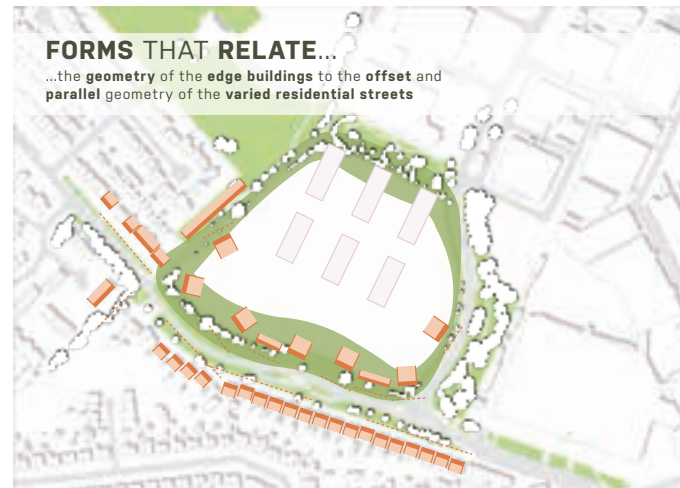 FORMS THAT RELATE...
...the geometry of the edge buildings to the offset and
parallel geometry of the varied residential streets